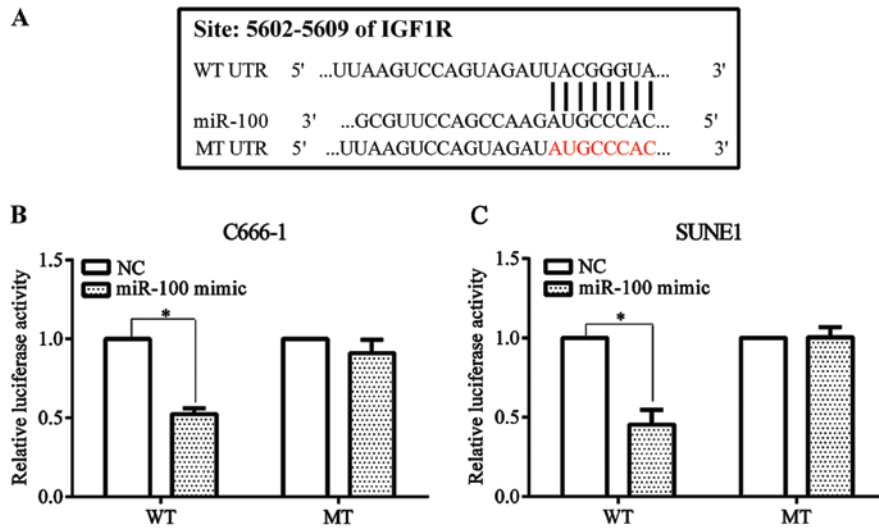 A
Site: 5602-5609 of IGF1R
WT UTR 5' ...UUAAGUCCAGUAGAUUACGGGUA... 3'
miR-100 3' ...GCGUUCCAGCCAAGAUGCCCAC 5'
MT UTR 5' ...UUAAGUCCAGUAGAUAUGCCCAC... 3'
B
C666-1
Relative luciferase activity
1.5
1.0
0.5
0.0
NC
miR-100 mimic
*
WT MT
C
SUNE1
Relative luciferase activity
1.5
1.0
0.5
0.0
NC
miR-100 mimic
*
WT MT